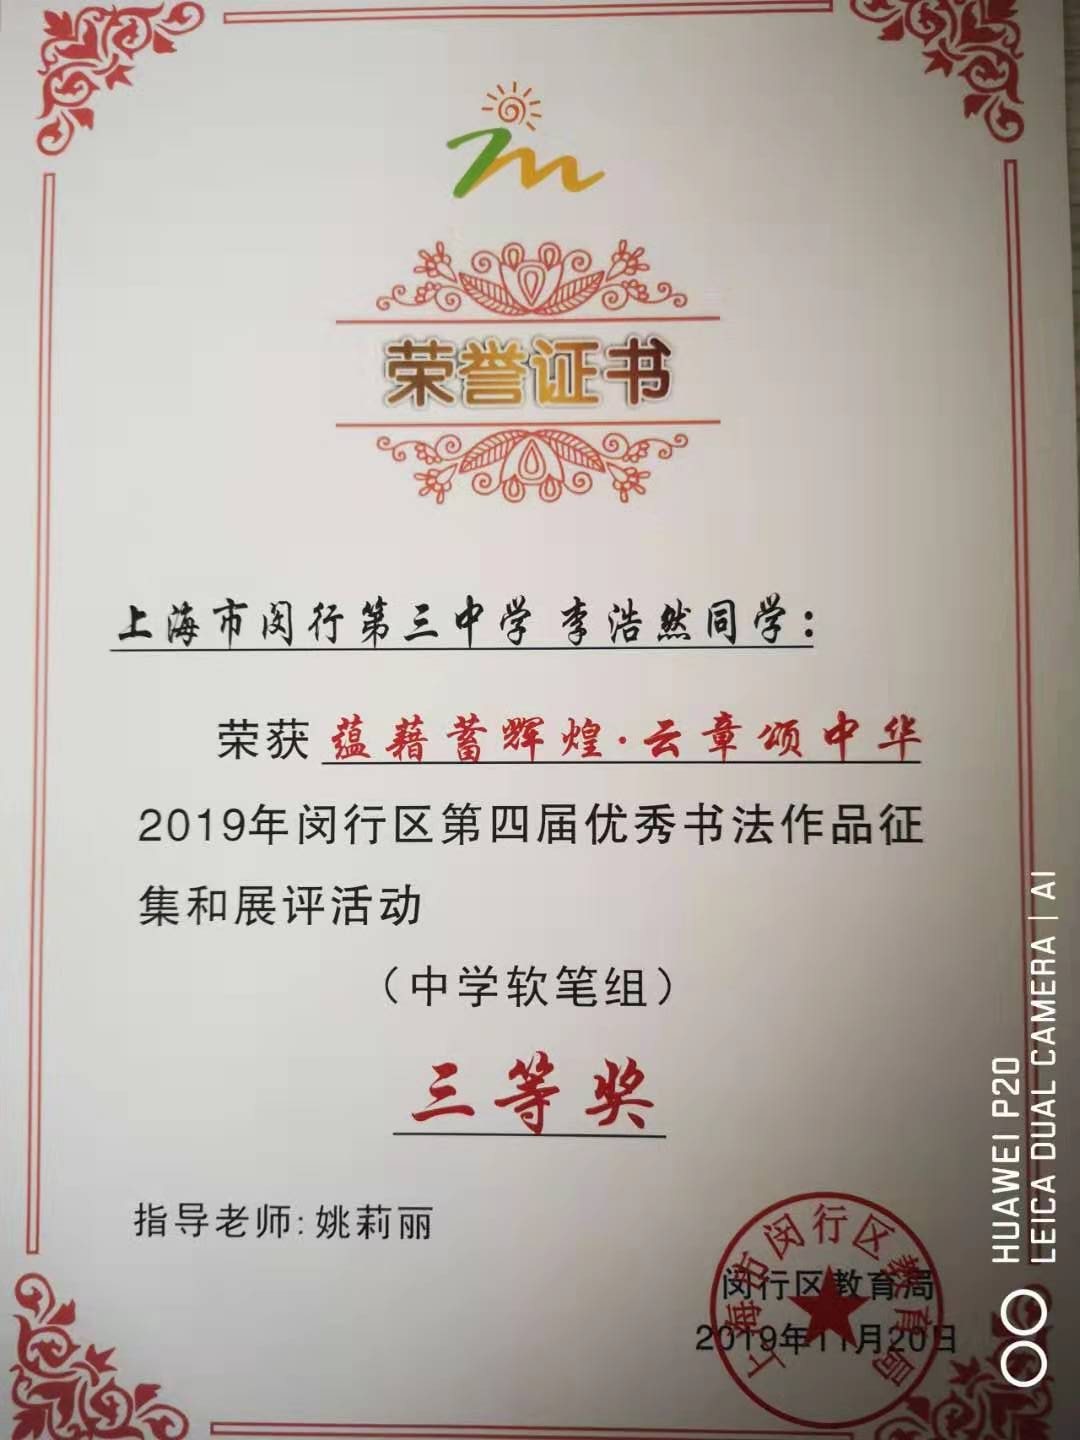 荣誉证书
上海市闵行第三中学 李浩然同学：
荣获 蕴藉蓄辉煌·云章颂中华
2019年闵行区第四届优秀书法作品征
集和展评活动
（中学软笔组）
三等奖
指导老师:姚莉丽
上海市闵行区教育局
闵行区教育局
2019年11月20日
HUAWEI P20
LEICA DUAL CAMERA | AI